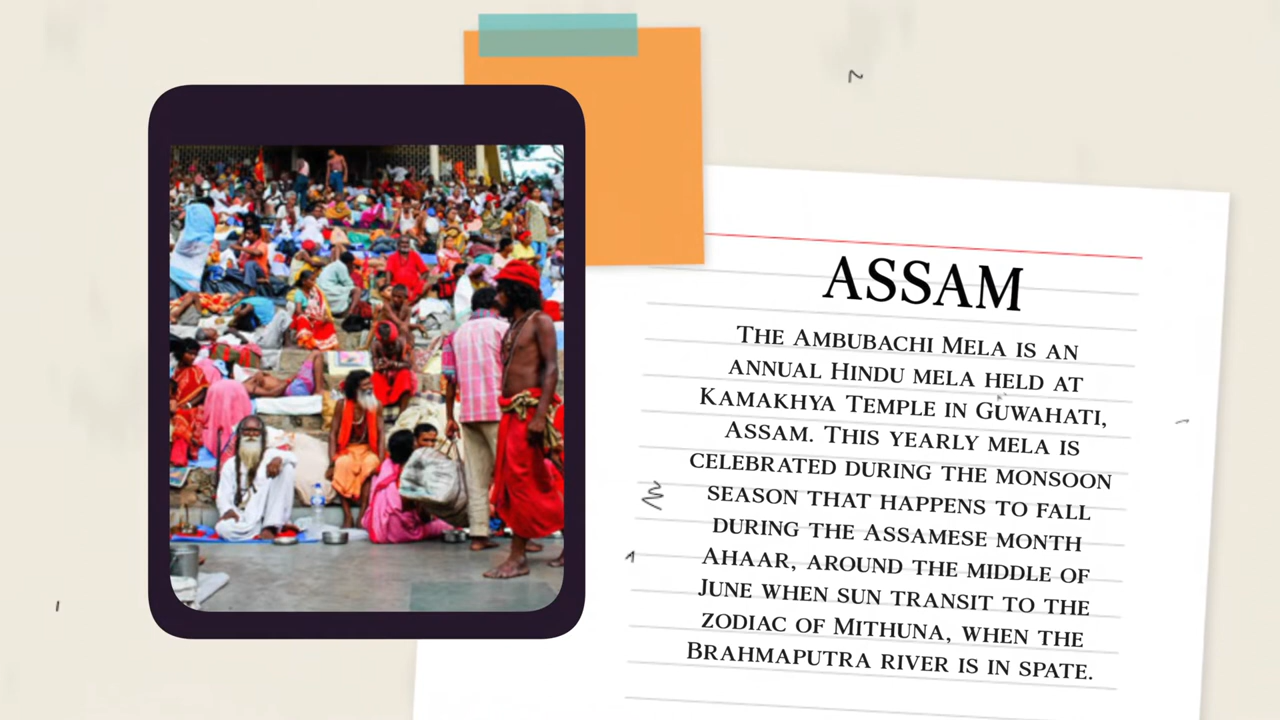 ASSAM
THE AMBUBACHI MELA IS AN
ANNUAL HINDU MELA HELD AT
KAMAKHYA TEMPLE IN GUWAHATI,
ASSAM. THIS YEARLY MELA IS
CELEBRATED DURING THE MONSOON
SEASON THAT HAPPENS TO FALL
DURING THE ASSAMESE MONTH
AHAAR, AROUND THE MIDDLE OF
JUNE WHEN SUN TRANSIT TO THE
ZODIAC OF MITHUNA, WHEN THE
BRAHMAPUTRA RIVER IS IN SPATE.